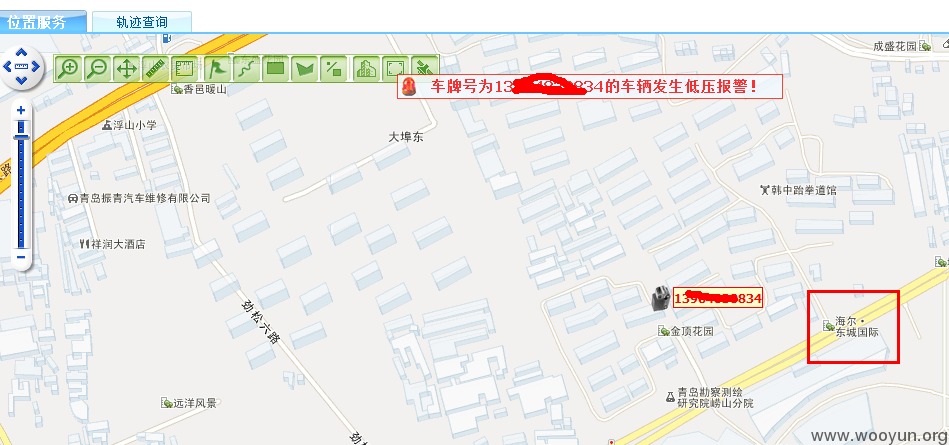 位置服务
轨迹查询
成盛花园
车牌号为13 834的车辆发生低压报警!
香邑暖山
浮山小学
大埠东
青岛振青汽车维修有限公司
韩中跆拳道馆
祥润大酒店
劲松六路
金顶花园
海尔·
东城国际
青岛勘察测绘
研究院崂山分院
远洋风景
www.wooyun.org